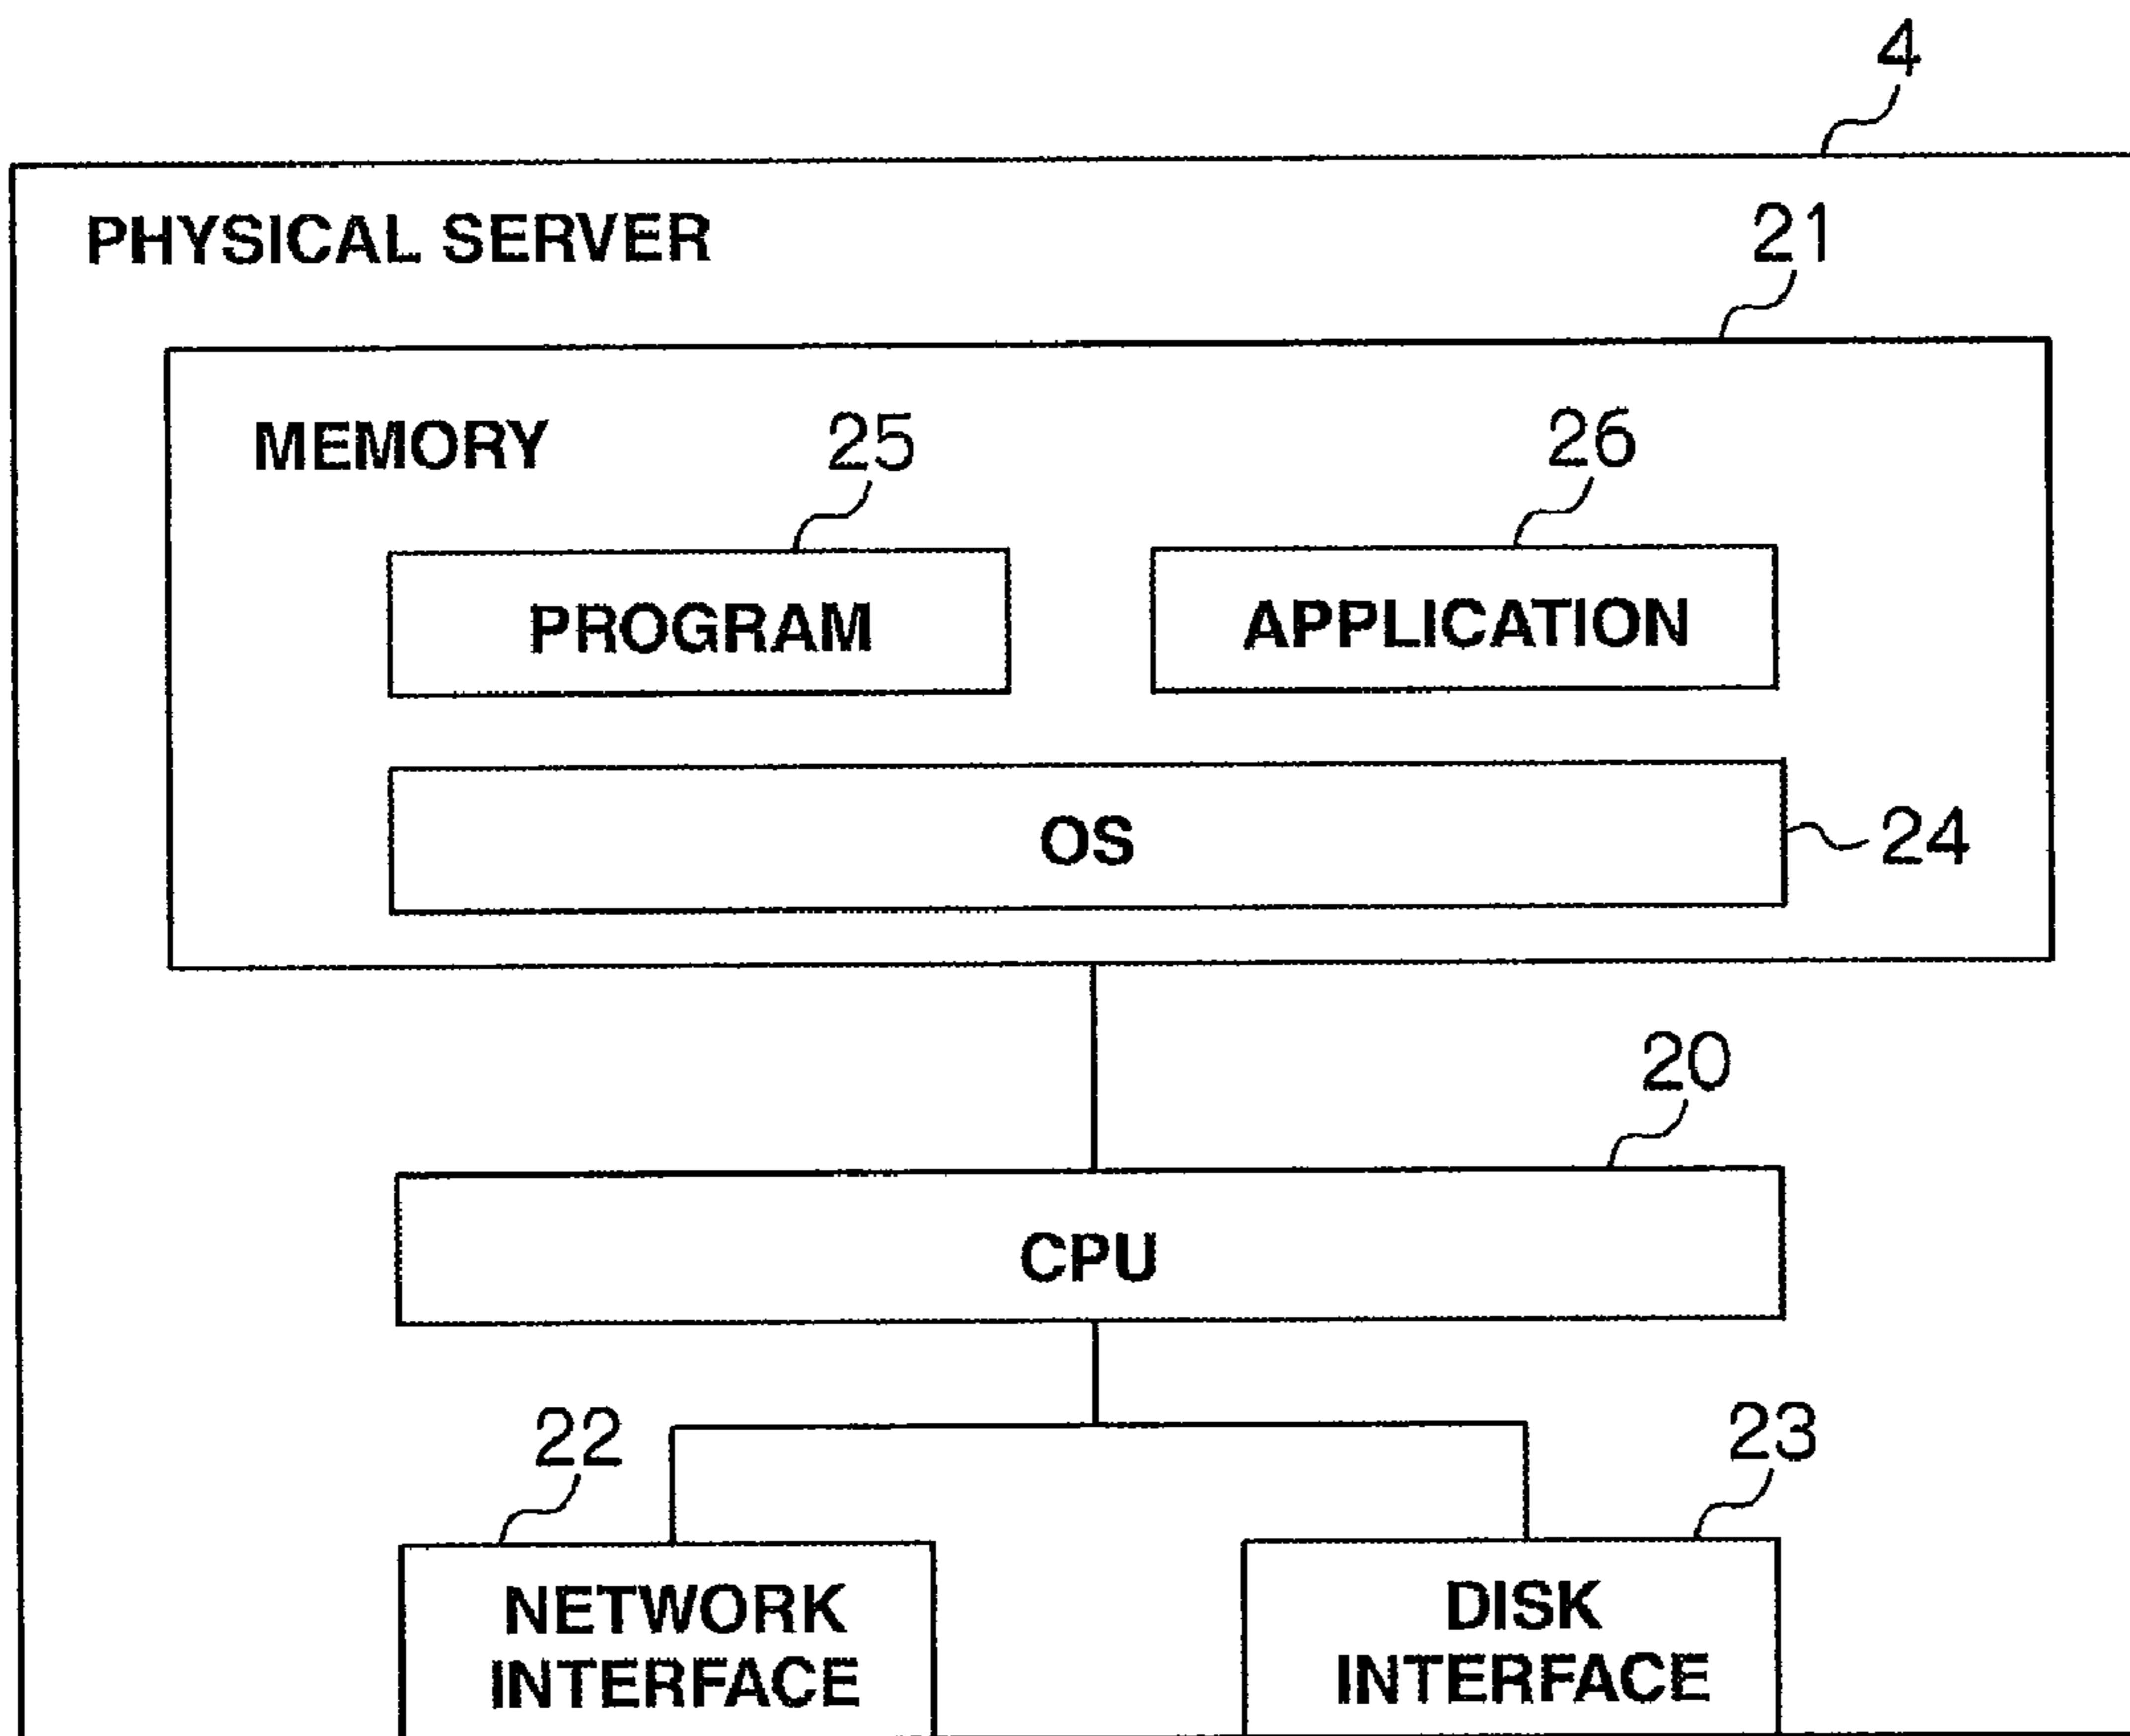 4
PHYSICAL SERVER
21
MEMORY
25
26
PROGRAM
APPLICATION
OS
24
20
CPU
22
23
NETWORK
INTERFACE
DISK
INTERFACE